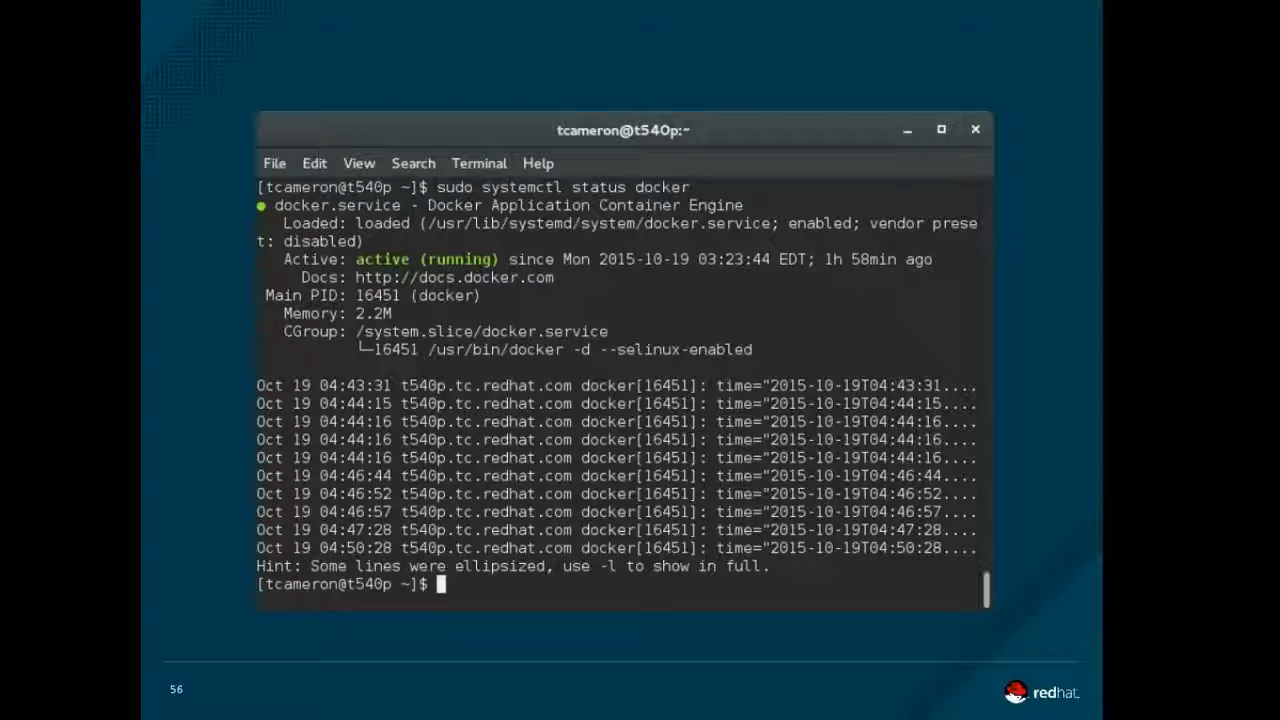 tcameron@t540p:~
File Edit View Search Terminal Help
[tcameron@t540p ~]$ sudo systemctl status docker
● docker.service - Docker Application Container Engine
Loaded: loaded (/usr/lib/systemd/system/docker.service; enabled; vendor prese
t: disabled)
Active: active (running) since Mon 2015-10-19 03:23:44 EDT; 1h 58min ago
Docs: http://docs.docker.com
Main PID: 16451 (docker)
Memory: 2.2M
CGroup: /system.slice/docker.service
└─16451 /usr/bin/docker -d --selinux-enabled
Oct 19 04:43:31 t540p.tc.redhat.com docker[16451]: time="2015-10-19T04:43:31....
Oct 19 04:44:15 t540p.tc.redhat.com docker[16451]: time="2015-10-19T04:44:15....
Oct 19 04:44:16 t540p.tc.redhat.com docker[16451]: time="2015-10-19T04:44:16....
Oct 19 04:44:16 t540p.tc.redhat.com docker[16451]: time="2015-10-19T04:44:16....
Oct 19 04:44:16 t540p.tc.redhat.com docker[16451]: time="2015-10-19T04:44:16....
Oct 19 04:46:44 t540p.tc.redhat.com docker[16451]: time="2015-10-19T04:46:44....
Oct 19 04:46:52 t540p.tc.redhat.com docker[16451]: time="2015-10-19T04:46:52....
Oct 19 04:46:57 t540p.tc.redhat.com docker[16451]: time="2015-10-19T04:46:57....
Oct 19 04:47:28 t540p.tc.redhat.com docker[16451]: time="2015-10-19T04:47:28....
Oct 19 04:50:28 t540p.tc.redhat.com docker[16451]: time="2015-10-19T04:50:28....
Hint: Some lines were ellipsized, use -l to show in full.
[tcameron@t540p ~]$
56
redhat.